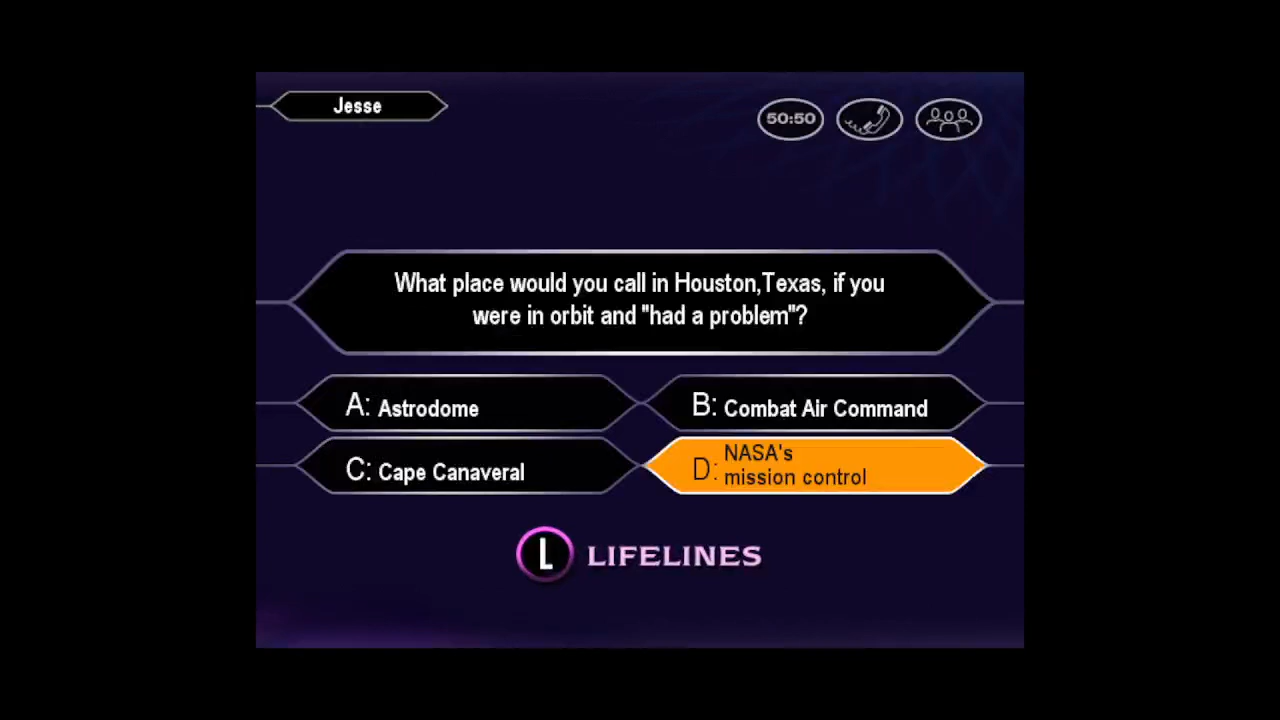 Jesse
50:50
What place would you call in Houston,Texas, if you
were in orbit and "had a problem"?
A: Astrodome
B: Combat Air Command
C: Cape Canaveral
D: NASA's
mission control
L LIFELINES